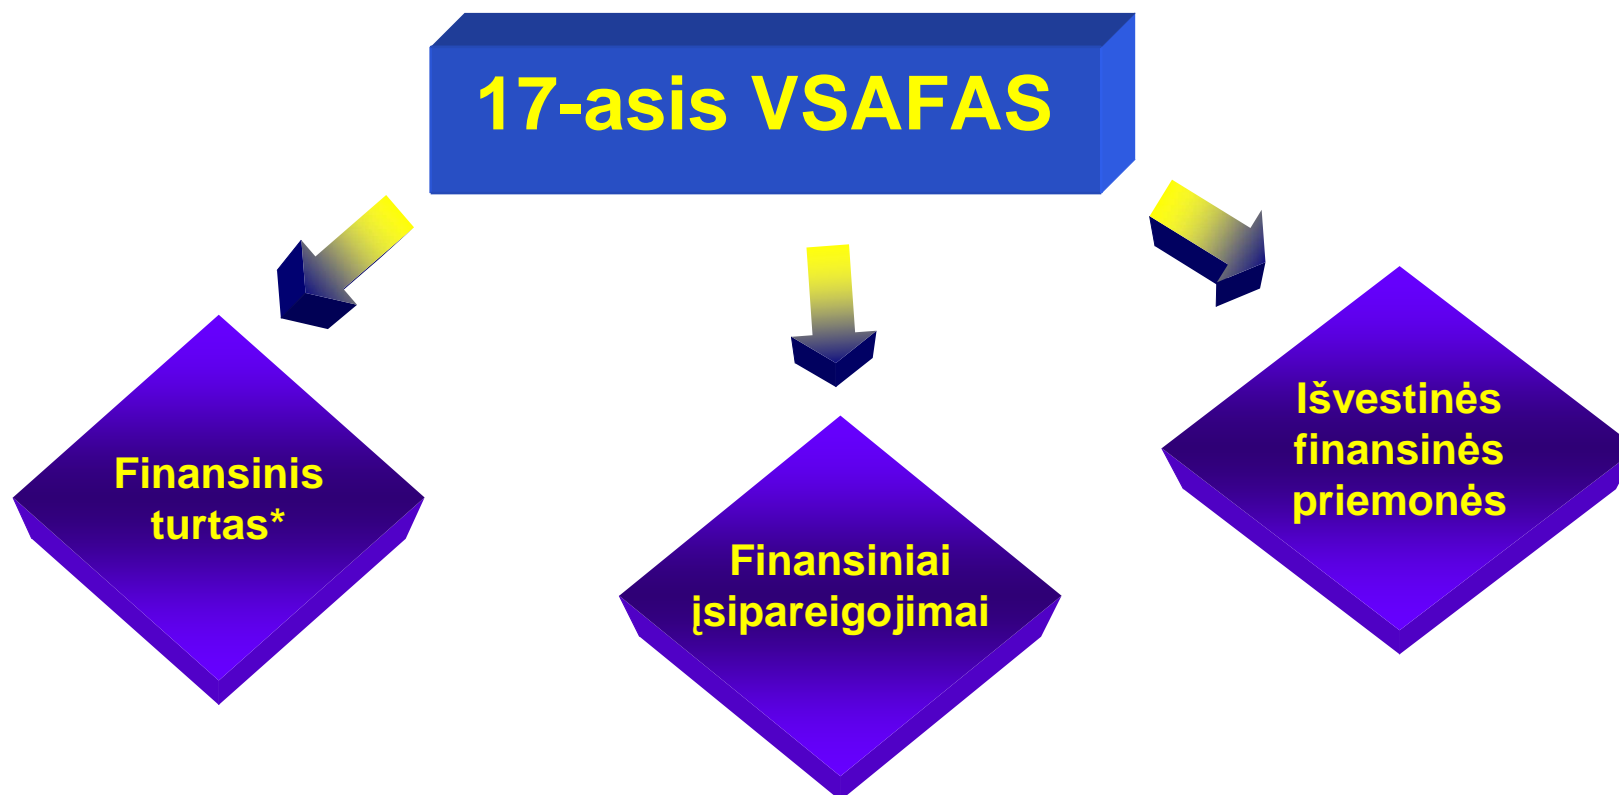 17-asis VSAFAS
Finansinis
turtas*
Finansiniai
įsipareigojimai
Išvestinės
finansinės
priemonės